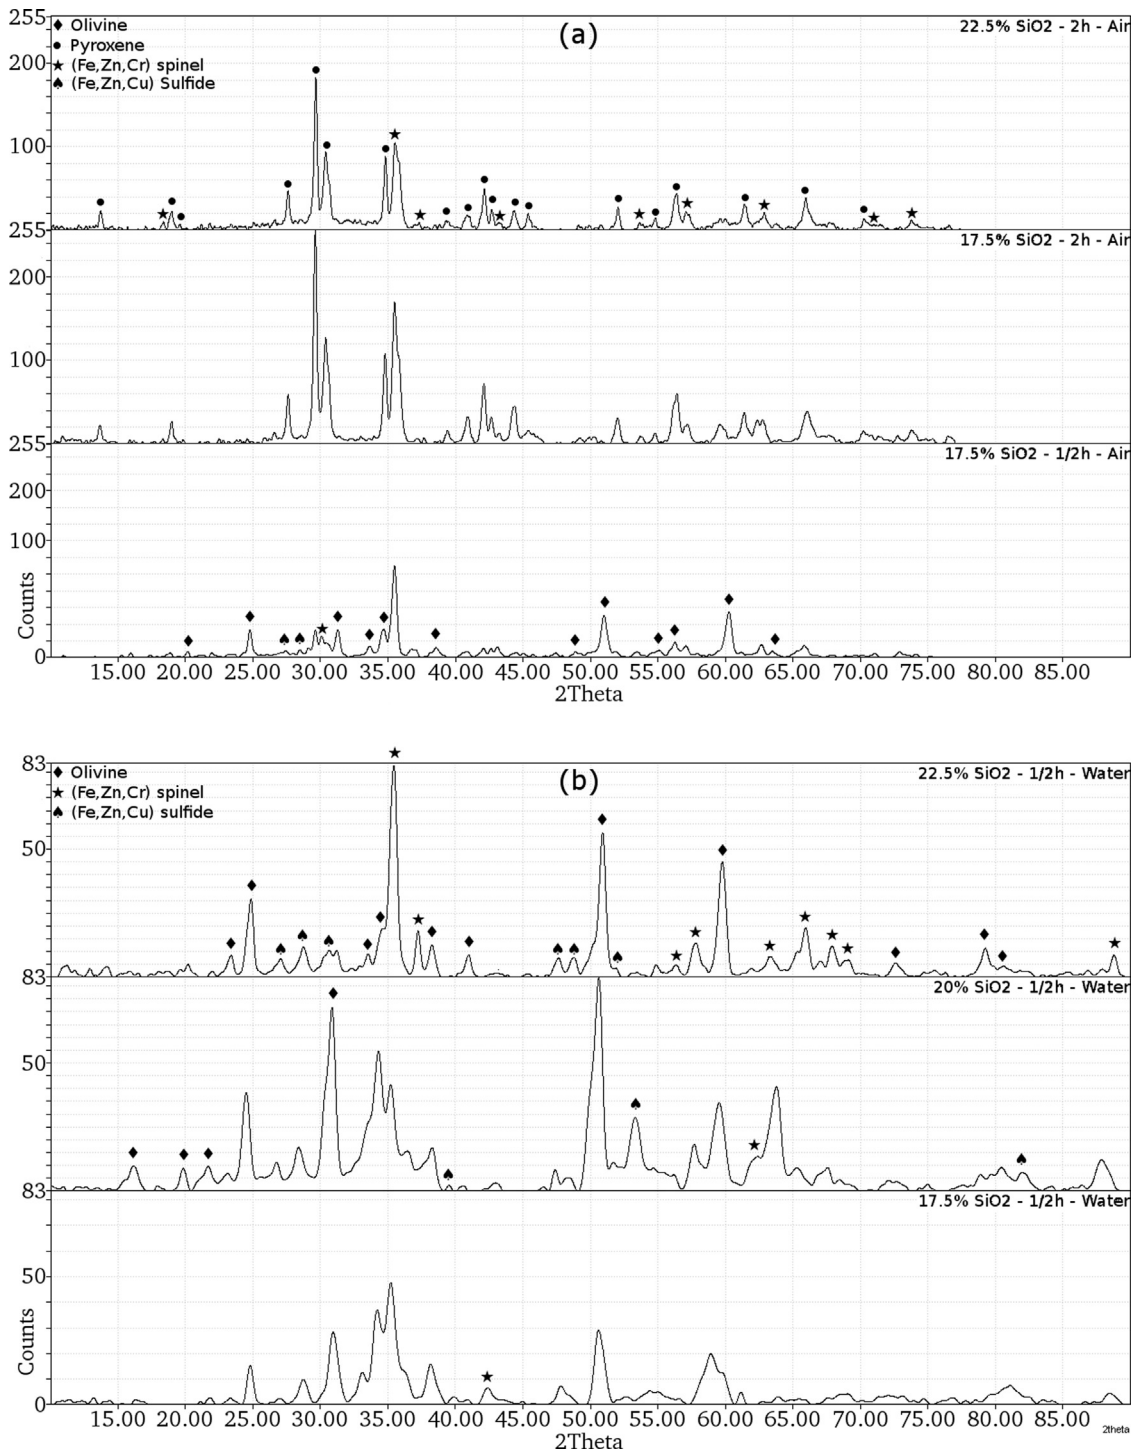 (a)
Olivine
Pyroxene
(Fe,Zn,Cr) spinel
(Fe,Zn,Cu) Sulfide
22.5% SiO2 - 2h - Air
255
200
100
17.5% SiO2 - 2h - Air
255
200
100
17.5% SiO2 - 1/2h - Air
255
200
100
0
Counts
15.00 20.00 25.00 30.00 35.00 40.00 45.00 50.00 55.00 60.00 65.00 70.00 75.00 80.00 85.00
2Theta
(b)
Olivine
(Fe,Zn,Cr) spinel
(Fe,Zn,Cu) sulfide
22.5% SiO2 - 1/2h - Water
83
50
20% SiO2 - 1/2h - Water
83
50
17.5% SiO2 - 1/2h - Water
83
50
0
Counts
15.00 20.00 25.00 30.00 35.00 40.00 45.00 50.00 55.00 60.00 65.00 70.00 75.00 80.00 85.00
2theta
2Theta